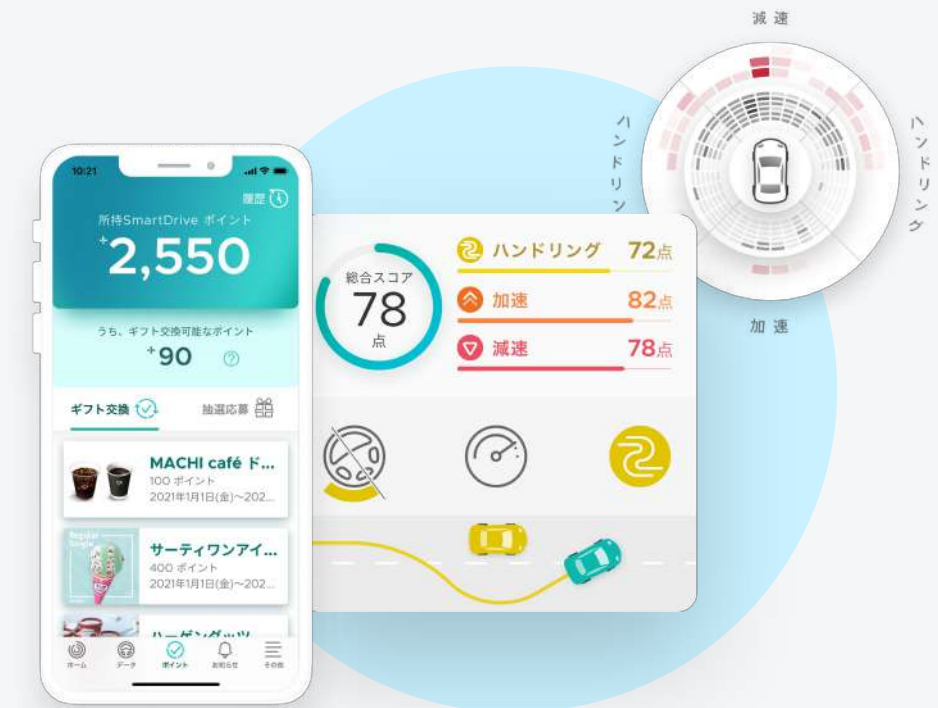 減速
ハンドリング
ハンドリン
加速
10:21
履歴
所持SmartDrive ポイント
+2,550
うち、ギフト交換可能なポイント
+90
?
ギフト交換
抽選応募
MACHI café ド...
100 ポイント
2021年1月1日(金)〜202...
Regular
Single
サーティワンアイ...
400 ポイント
2021年1月1日(金)〜202...
ハーゲンダッツ
ホーム
データ
ポイント
お知らせ
その他
総合スコア
78
点
ハンドリング 72点
加速 82点
減速 78点